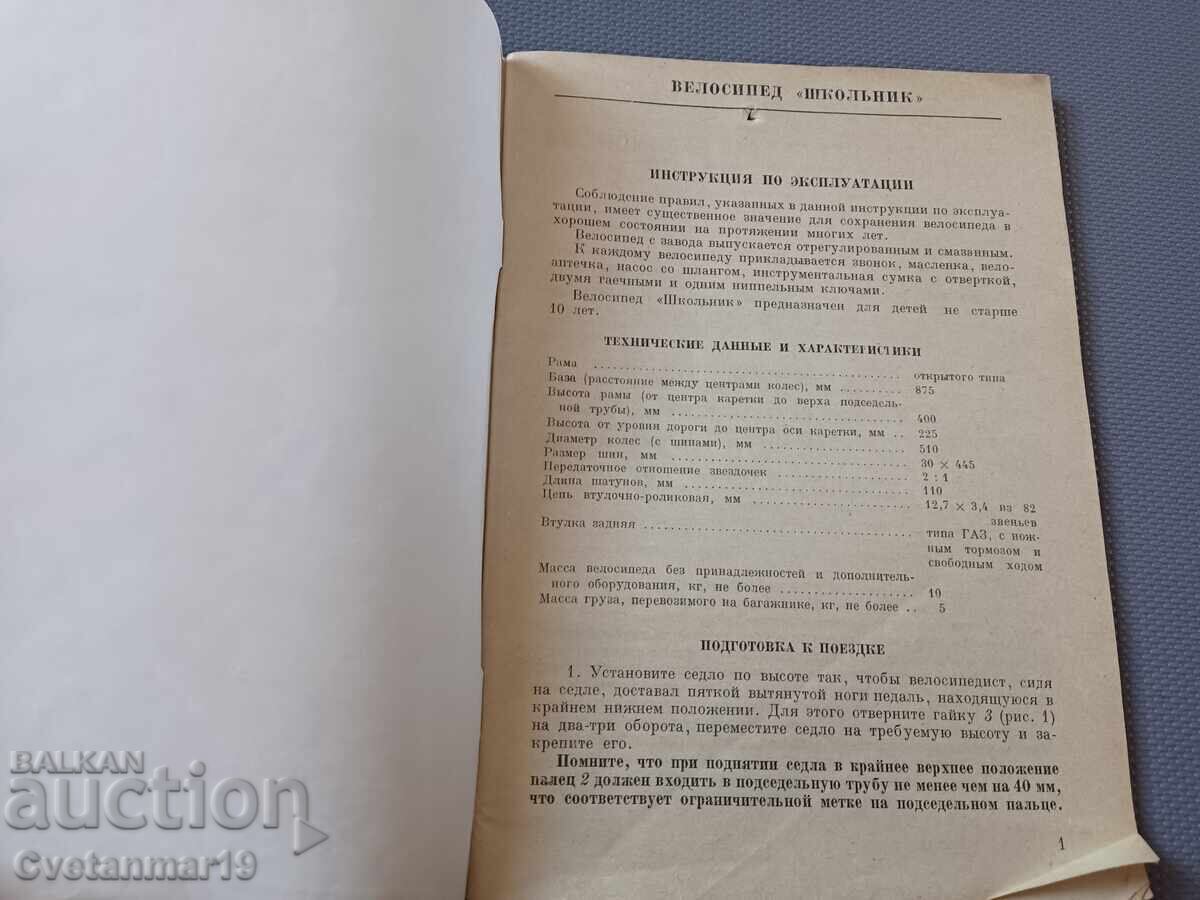 ВЕЛОСИПЕД «ШКОЛЬНИК»
ИНСТРУКЦИЯ ПО ЭКСПЛУАТАЦИИ
Соблюдение правил, указанных в данной инструкции по эксплуа-
тации, имеет существенное значение для сохранения велосипеда в
хорошем состоянии на протяжении многих лет.
Велосипед с завода выпускается отрегулированным и смазанным.
К каждому велосипеду прикладывается звонок, масленка, вело-
аптечка, насос со шлангом, инструментальная сумка с отверткой,
двумя гаечными и одним ниппельным ключами.
Велосипед «Школьник» предназначен для детей не старше
10 лет.
ТЕХНИЧЕСКИЕ ДАННЫЕ И ХАРАКТЕРИСТИКИ
Рама .......... открытого типа
База (расстояние между центрами колес), мм .......... 875
Высота рамы (от центра каретки до верха подседель-
ной трубы), мм .......... 400
Высота от уровня дороги до центра оси каретки, мм .. 225
Диаметр колес (с шинами), мм .......... 510
Размер шин, мм .......... 30 × 445
Передаточное отношение звездочек .......... 2 : 1
Длина шатунов, мм .......... 110
Цепь втулочно-роликовая, мм .......... 12,7 × 3,4 из 82
звеньев
Втулка задняя .......... типа ГАЗ, с нож-
ным тормозом и
свободным ходом
Масса велосипеда без принадлежностей и дополнитель-
ного оборудования, кг, не более .......... 10
Масса груза, перевозимого на багажнике, кг, не более .. 5
ПОДГОТОВКА К ПОЕЗДКЕ
1. Установите седло по высоте так, чтобы велосипедист, сидя
на седле, доставал пяткой вытянутой ноги педаль, находящуюся в
крайнем нижнем положении. Для этого отверните гайку 3 (рис. 1)
на два-три оборота, переместите седло на требуемую высоту и за-
крепите его.
Помните, что при поднятии седла в крайнее верхнее положение
палец 2 должен входить в подседельную трубу не менее чем на 40 мм,
что соответствует ограничительной метке на подседельном пальце.
1
BALKAN
auction
Cvetanmar19